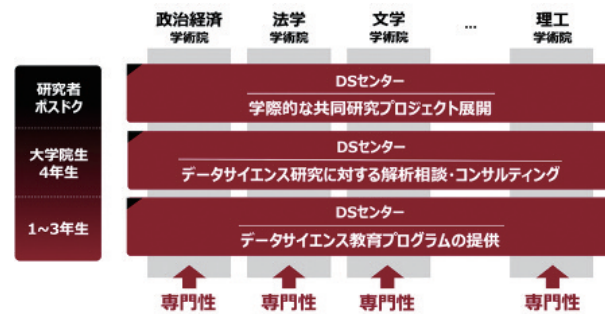 政治経済
学術院
法学
学術院
文学
学術院
...
理工
学術院
研究者
ポスドク
DSセンター
学際的な共同研究プロジェクト展開
大学院生
4年生
DSセンター
データサイエンス研究に対する解析相談・コンサルティング
1~3年生
DSセンター
データサイエンス教育プログラムの提供
専門性
専門性
専門性
専門性